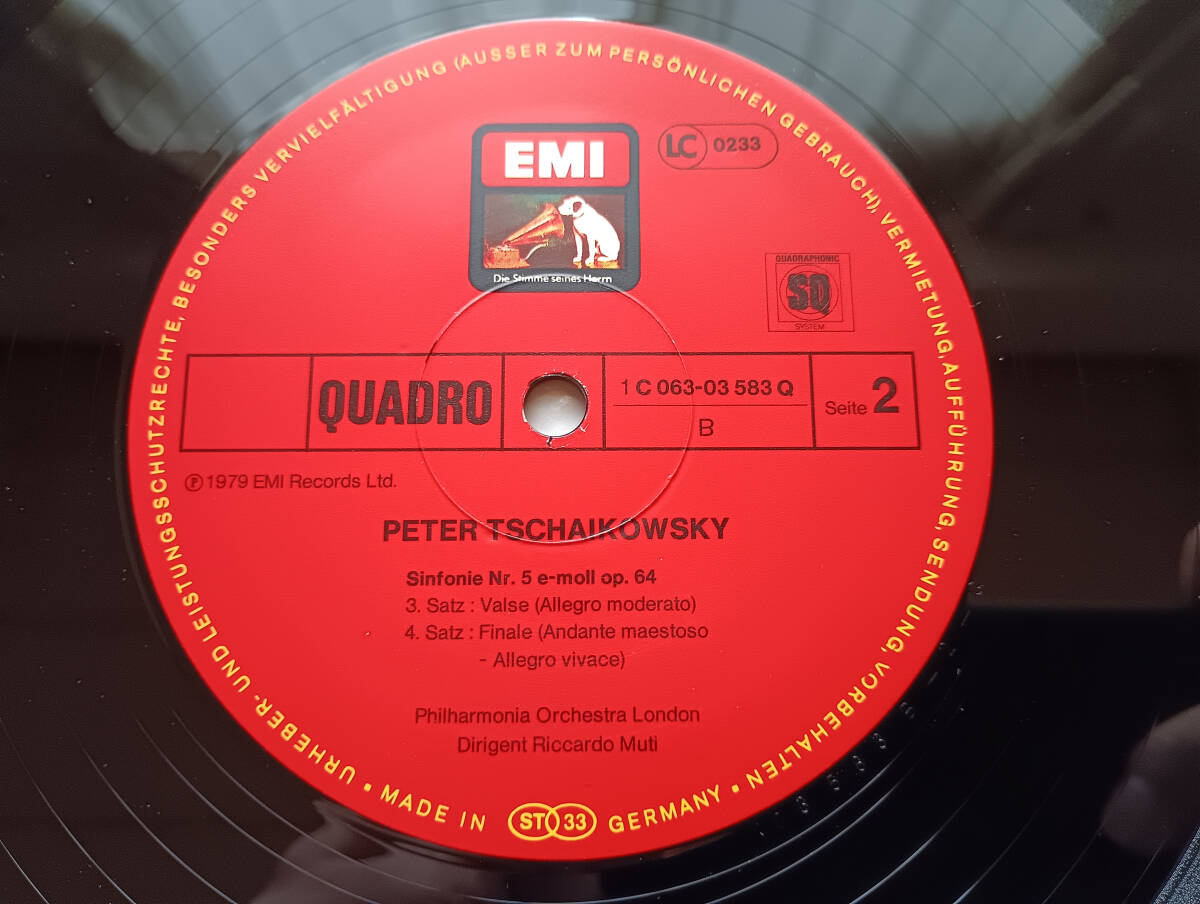 EMI
Die Stimme seines Herrn
LC 0233
QUADRAPHONIC
SQ
SYSTEM
QUADRO
1 C 063-03 583 Q
B
Seite 2
℗ 1979 EMI Records Ltd.
PETER TSCHAIKOWSKY
Sinfonie Nr. 5 e-moll op. 64
3. Satz : Valse (Allegro moderato)
4. Satz : Finale (Andante maestoso
- Allegro vivace)
Philharmonia Orchestra London
Dirigent Riccardo Muti
URHEBER- UND LEISTUNGSSCHUTZRECHTE, BESONDERS VERVIELFÄLTIGUNG (AUSSER ZUM PERSÖNLICHEN GEBRAUCH), VERMIETUNG, AUFFÜHRUNG, SENDUNG, VORBEHALTEN •
• MADE IN ST 33 GERMANY